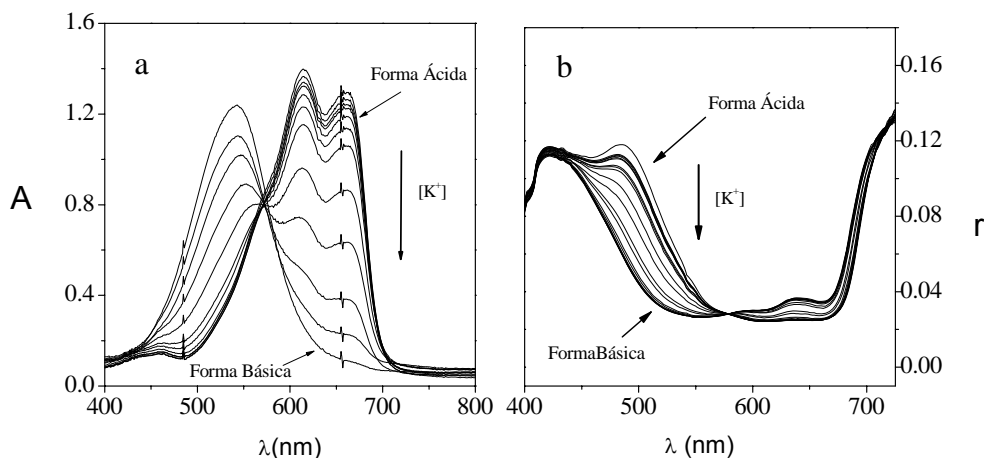 a
Forma Ácida
[K⁺]
Forma Básica
A
1.6
1.2
0.8
0.4
0.0
400 500 600 700 800
λ(nm)
b
Forma Ácida
[K⁺]
FormaBásica
0.16
0.12
0.08
0.04
0.00
r
400 500 600 700
λ (nm)